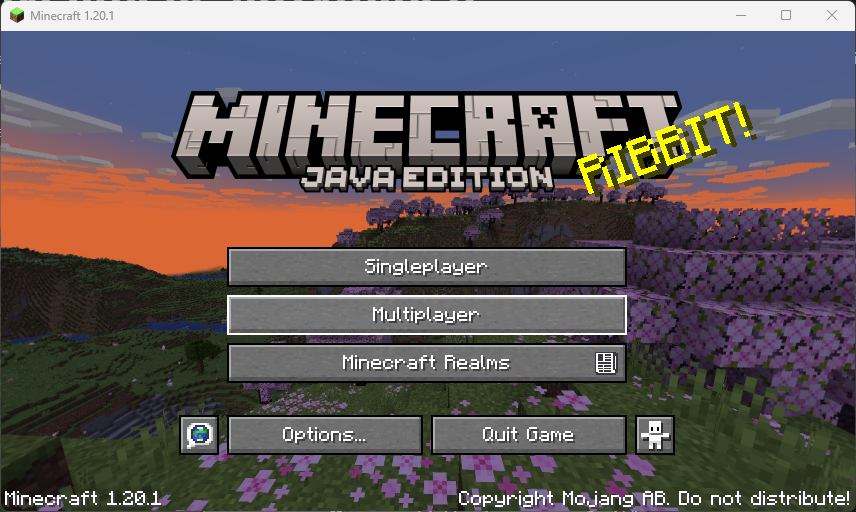 Minecraft 1.20.1
MINECRAFT
JAVA EDITION
RIBBIT!
Singleplayer
Multiplayer
Minecraft Realms
Options...
Quit Game
Minecraft 1.20.1
Copyright Mojang AB. Do not distribute!